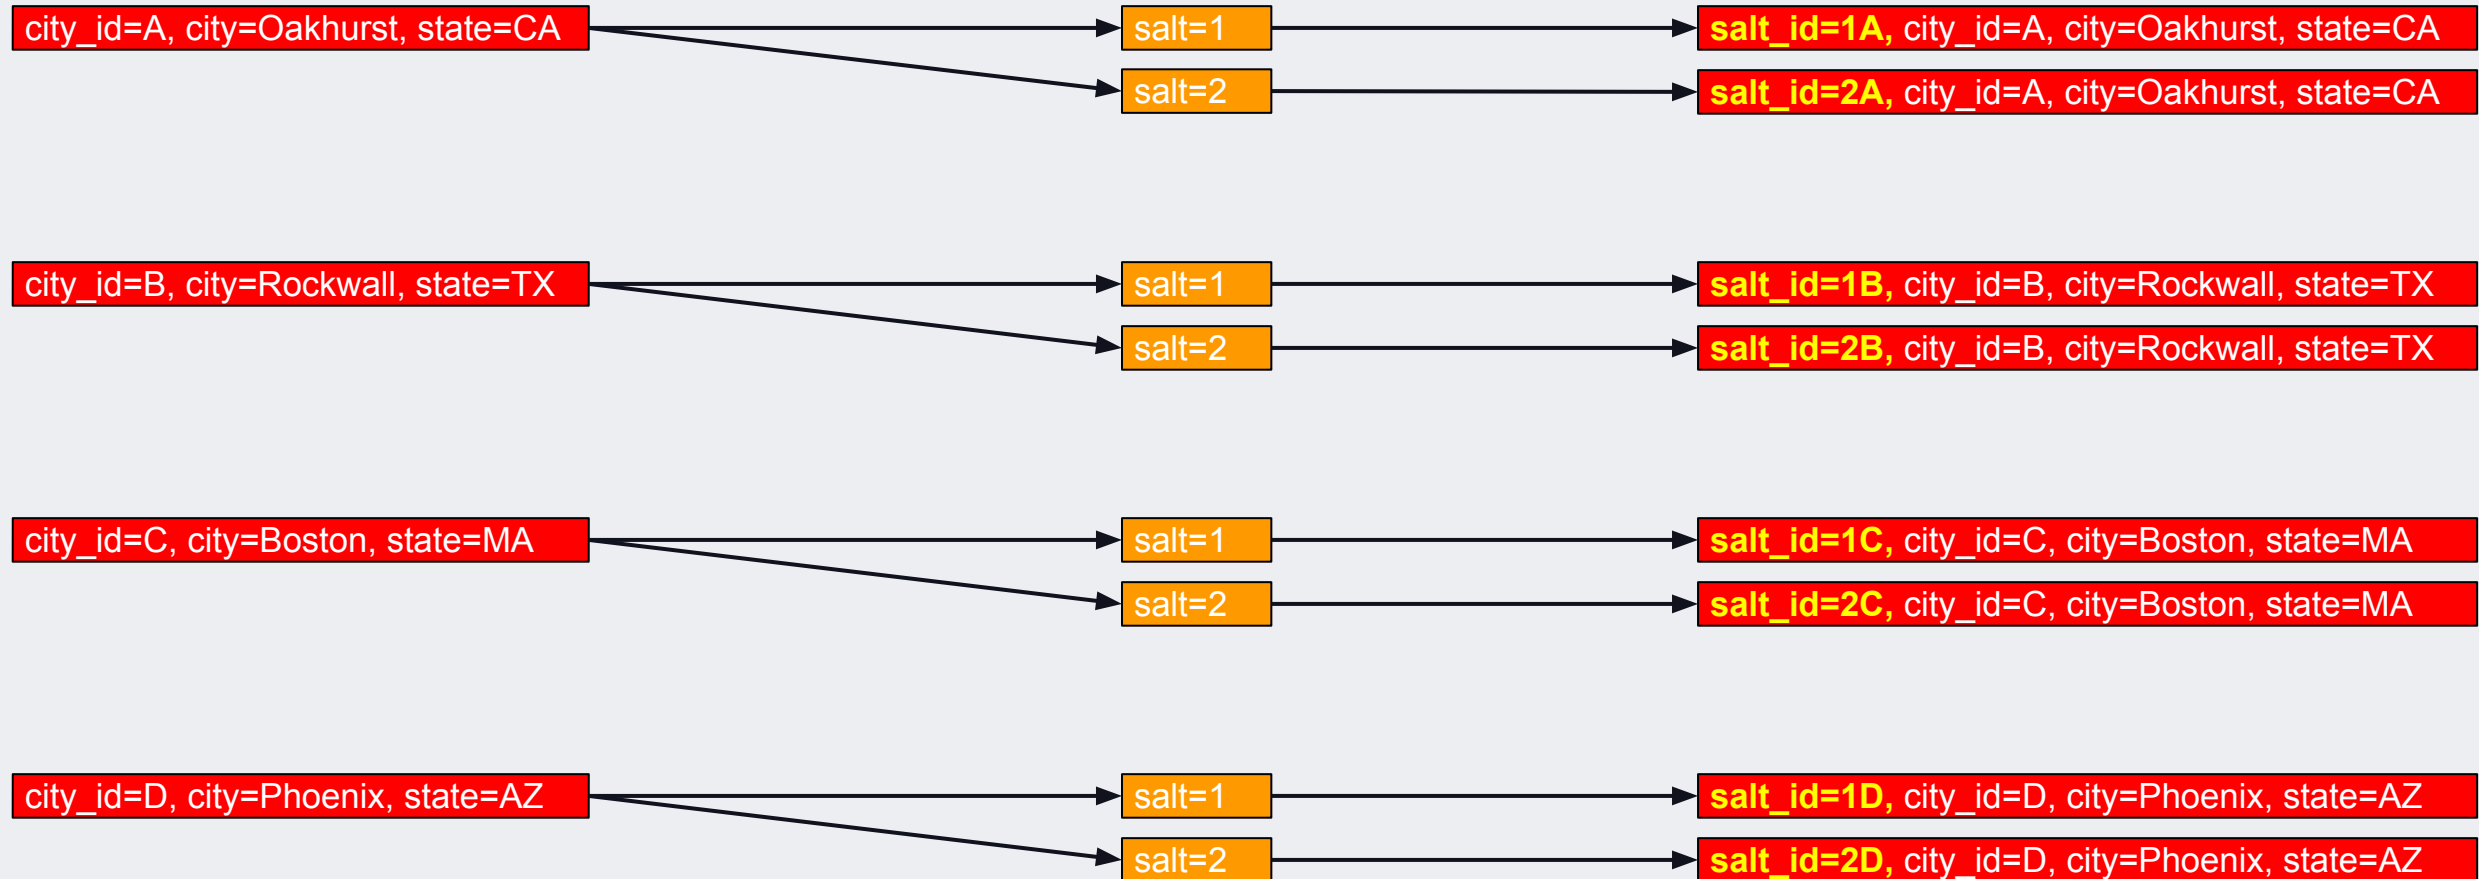 city_id=A, city=Oakhurst, state=CA
salt=1
salt_id=1A, city_id=A, city=Oakhurst, state=CA
salt=2
salt_id=2A, city_id=A, city=Oakhurst, state=CA
city_id=B, city=Rockwall, state=TX
salt=1
salt_id=1B, city_id=B, city=Rockwall, state=TX
salt=2
salt_id=2B, city_id=B, city=Rockwall, state=TX
city_id=C, city=Boston, state=MA
salt=1
salt_id=1C, city_id=C, city=Boston, state=MA
salt=2
salt_id=2C, city_id=C, city=Boston, state=MA
city_id=D, city=Phoenix, state=AZ
salt=1
salt_id=1D, city_id=D, city=Phoenix, state=AZ
salt=2
salt_id=2D, city_id=D, city=Phoenix, state=AZ